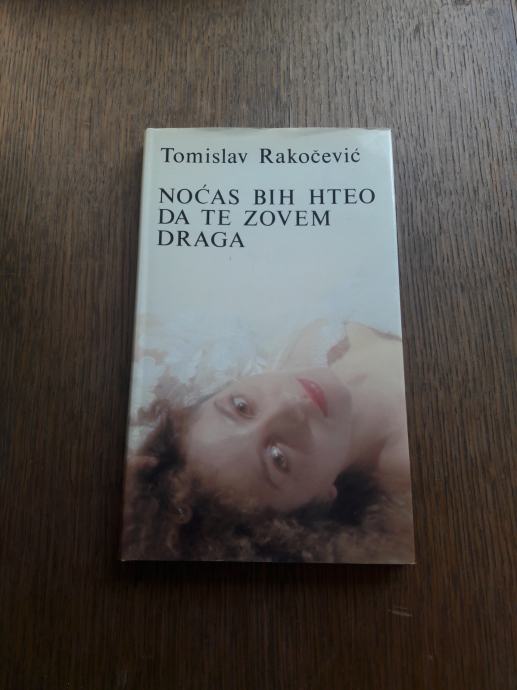 Tomislav Rakočević
NOĆAS BIH HTEO
DA TE ZOVEM
DRAGA